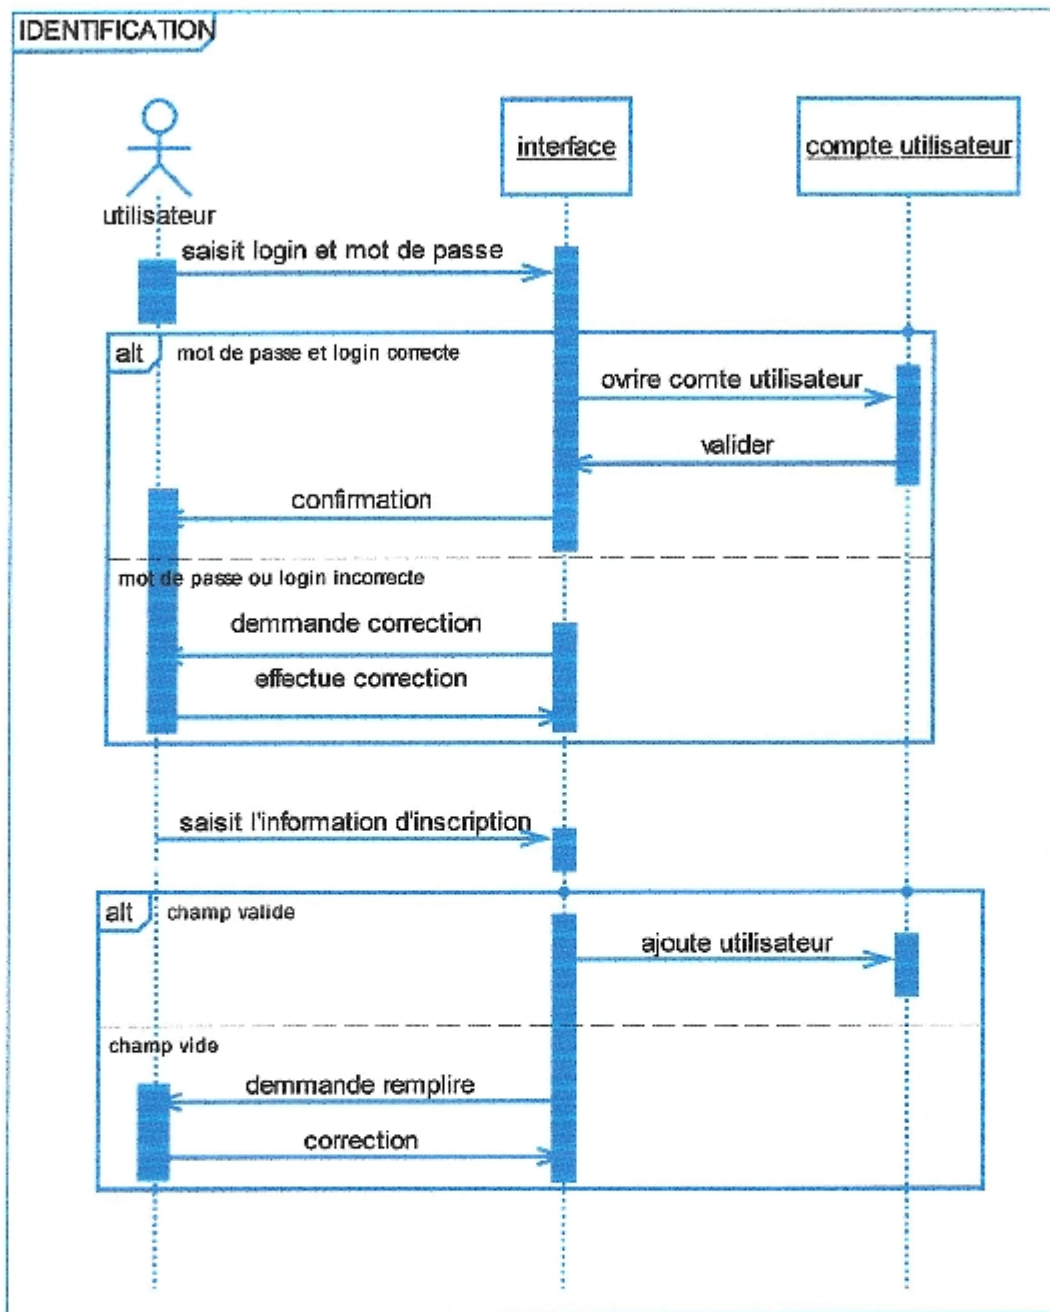 IDENTIFICATION
utilisateur
interface
compte utilisateur
saisit login et mot de passe
alt
mot de passe et login correcte
ovrire comte utilisateur
valider
confirmation
mot de passe ou login incorrecte
demmande correction
effectue correction
saisit l'information d'inscription
alt
champ valide
ajoute utilisateur
champ vide
demmande remplire
correction